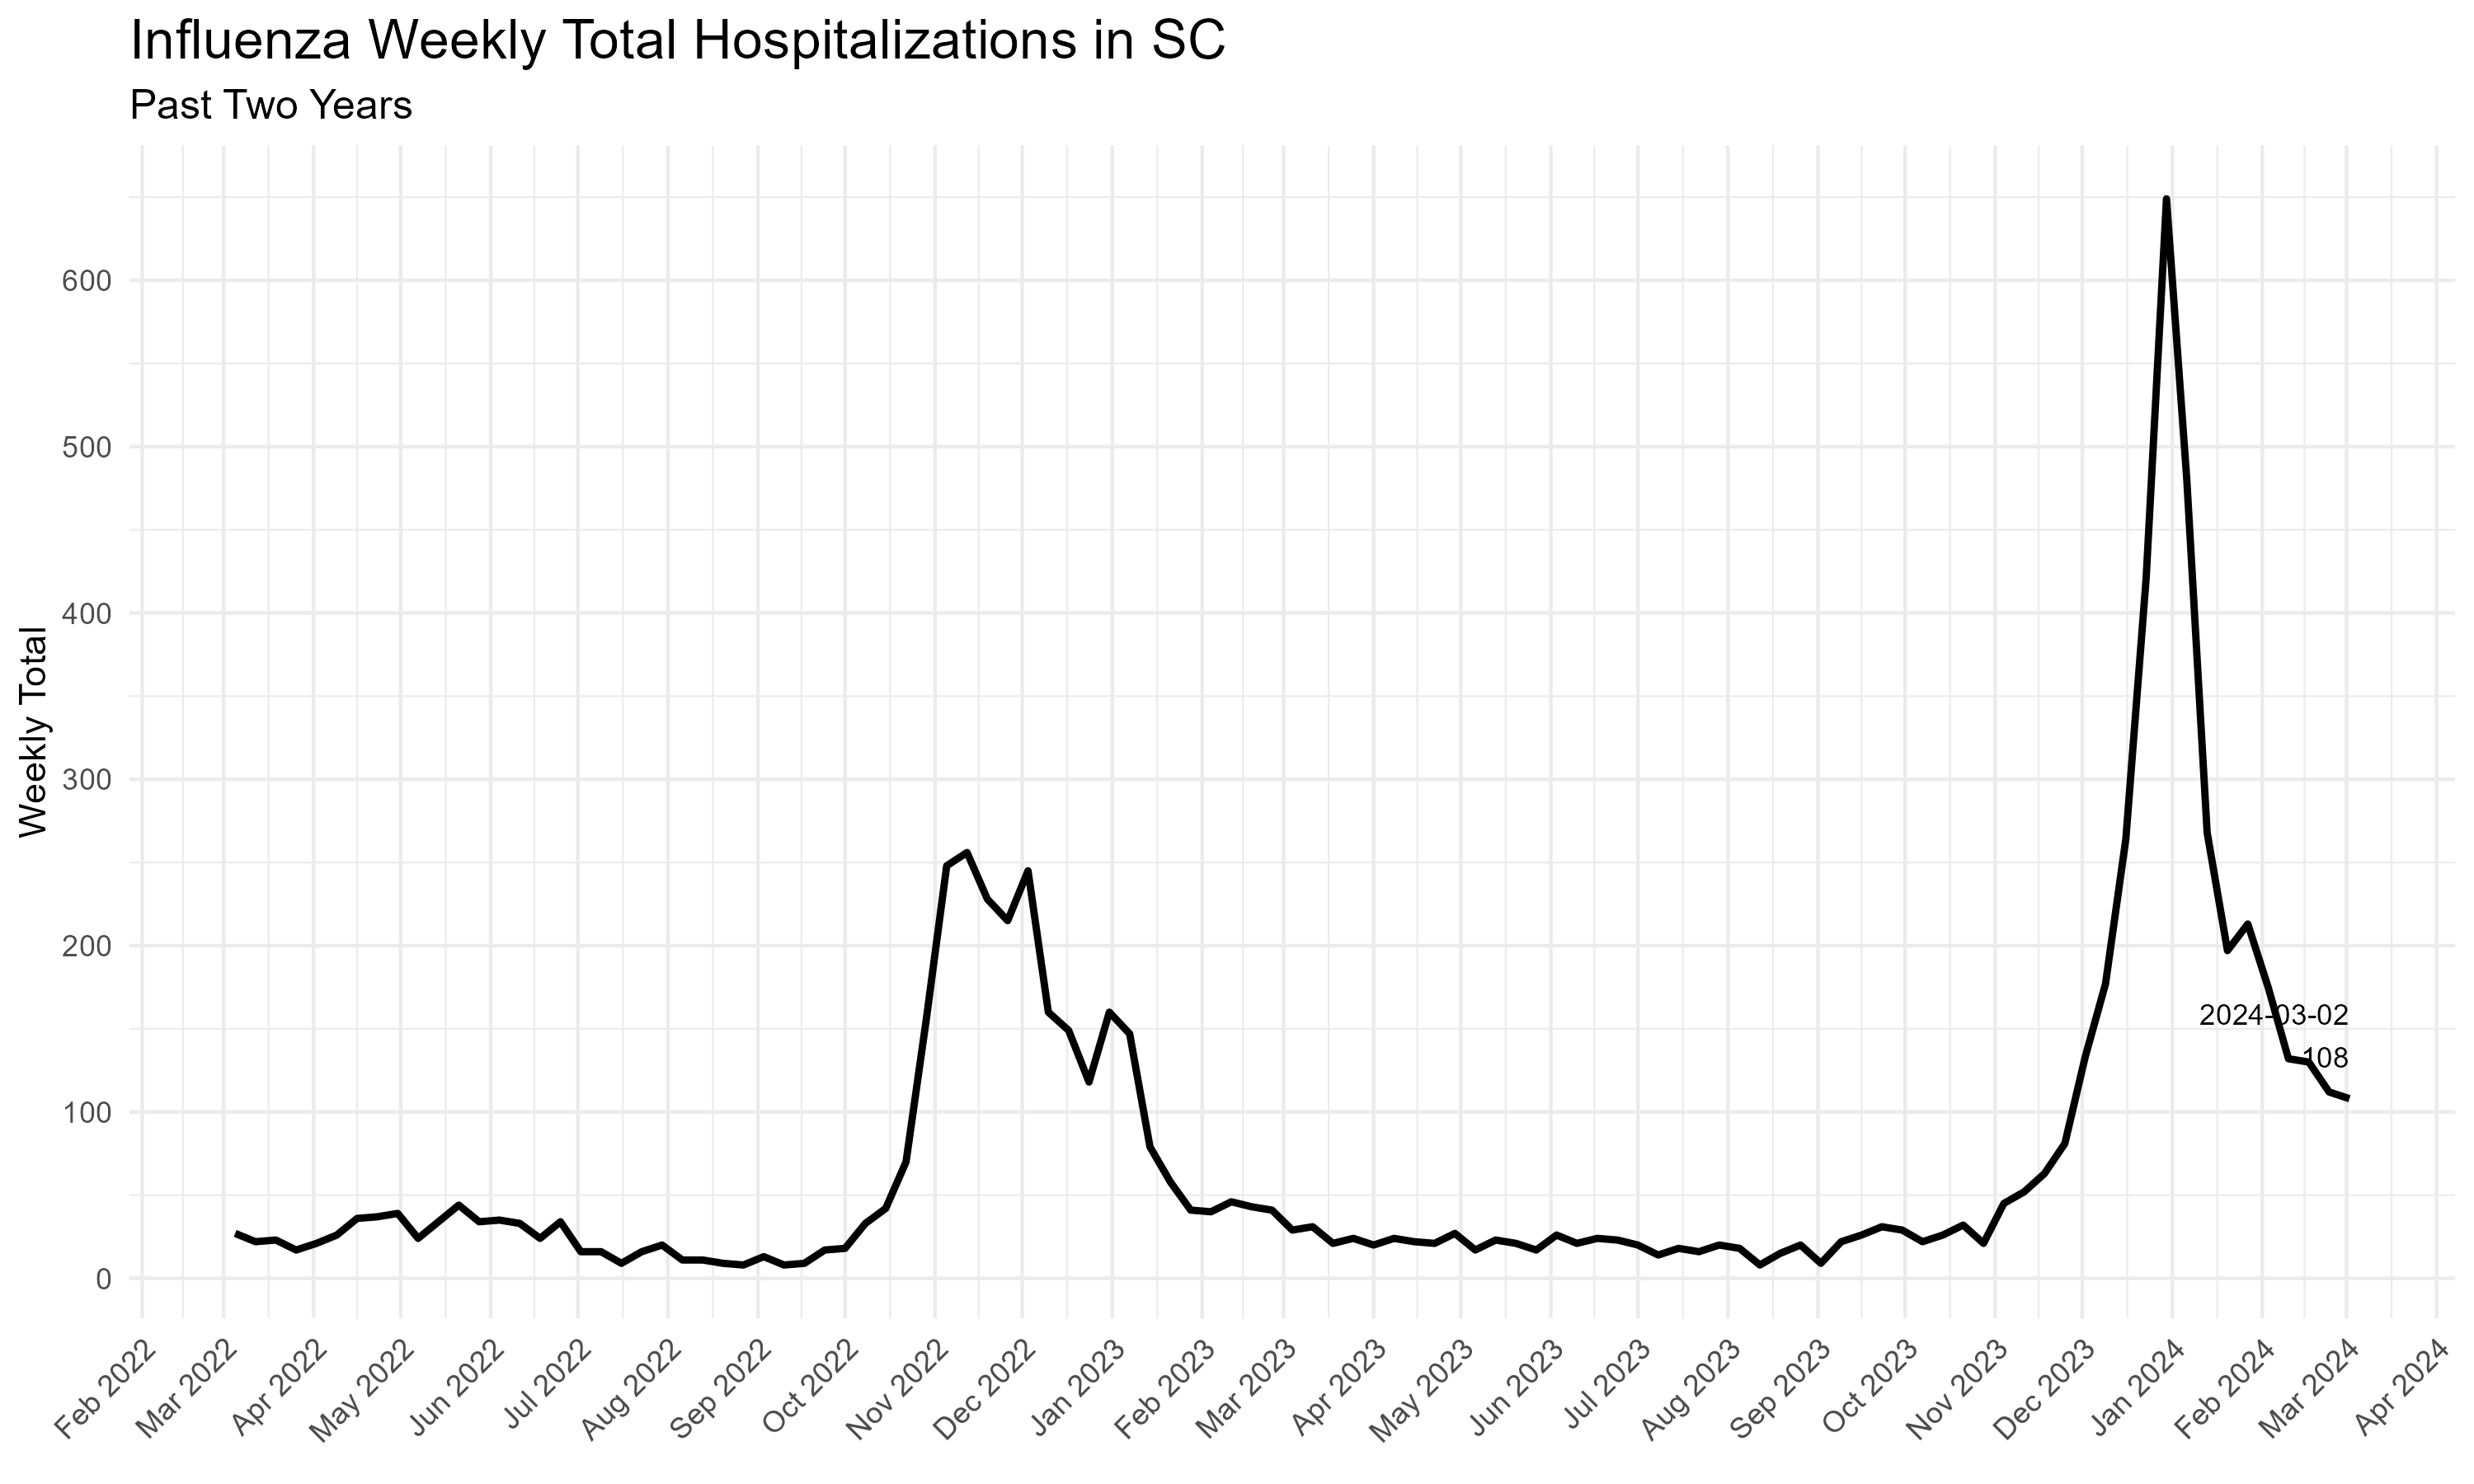 Influenza Weekly Total Hospitalizations in SC
Past Two Years
Weekly Total
600
500
400
300
200
100
0
2024-03-02
108
Feb 2022
Mar 2022
Apr 2022
May 2022
Jun 2022
Jul 2022
Aug 2022
Sep 2022
Oct 2022
Nov 2022
Dec 2022
Jan 2023
Feb 2023
Mar 2023
Apr 2023
May 2023
Jun 2023
Jul 2023
Aug 2023
Sep 2023
Oct 2023
Nov 2023
Dec 2023
Jan 2024
Feb 2024
Mar 2024
Apr 2024